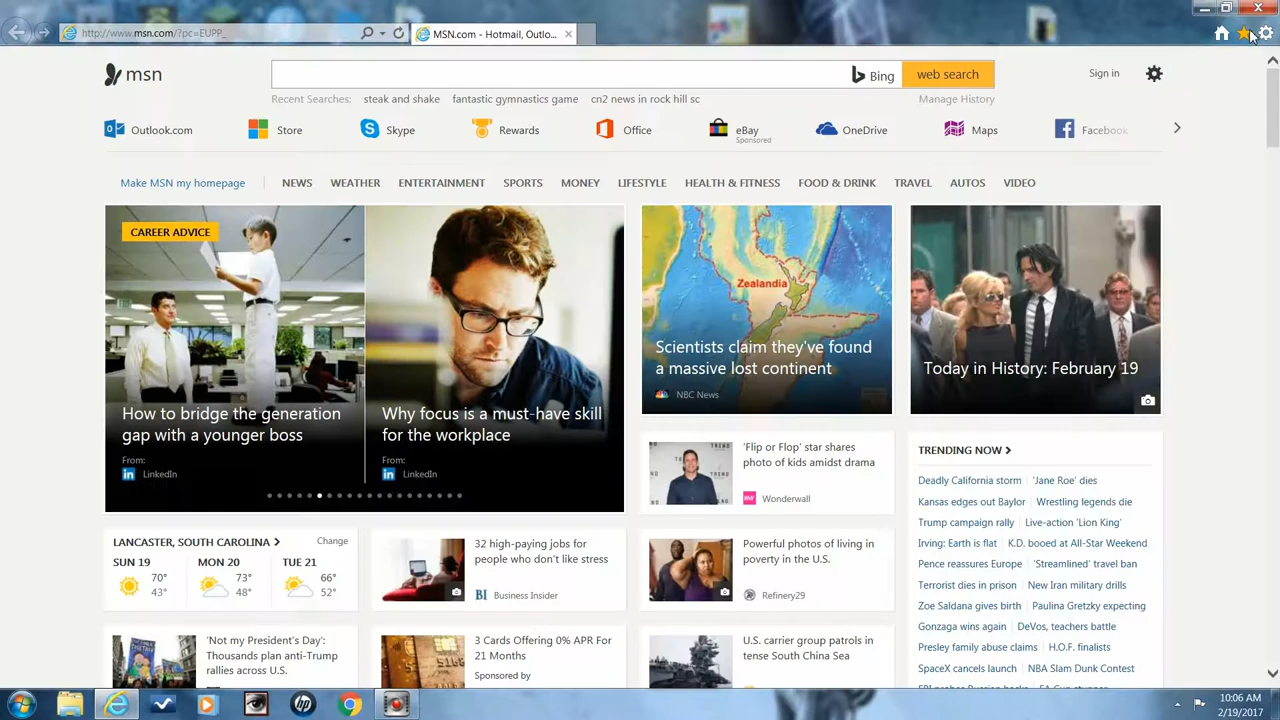 http://www.msn.com/?pc=EUPP_
MSN.com - Hotmail, Outlo...
msn
Bing
web search
Sign in
Recent Searches: steak and shake fantastic gymnastics game cn2 news in rock hill sc
Manage History
Outlook.com
Store
Skype
Rewards
Office
eBay
Sponsored
OneDrive
Maps
Facebook
Make MSN my homepage
NEWS WEATHER ENTERTAINMENT SPORTS MONEY LIFESTYLE HEALTH & FITNESS FOOD & DRINK TRAVEL AUTOS VIDEO
CAREER ADVICE
How to bridge the generation
gap with a younger boss
From:
in LinkedIn
Why focus is a must-have skill
for the workplace
From:
in LinkedIn
Zealandia
Scientists claim they've found
a massive lost continent
NBC News
Today in History: February 19
'Flip or Flop' star shares
photo of kids amidst drama
Wonderwall
TRENDING NOW
Deadly California storm 'Jane Roe' dies
Kansas edges out Baylor Wrestling legends die
Trump campaign rally Live-action 'Lion King'
Irving: Earth is flat K.D. booed at All-Star Weekend
Pence reassures Europe 'Streamlined' travel ban
Terrorist dies in prison New Iran military drills
Zoe Saldana gives birth Paulina Gretzky expecting
Gonzaga wins again DeVos, teachers battle
Presley family abuse claims H.O.F. finalists
SpaceX cancels launch NBA Slam Dunk Contest
LANCASTER, SOUTH CAROLINA
Change
SUN 19 MON 20 TUE 21
70° 73° 66°
43° 48° 52°
32 high-paying jobs for
people who don't like stress
BI Business Insider
Powerful photos of living in
poverty in the U.S.
Refinery29
'Not my President's Day':
Thousands plan anti-Trump
rallies across U.S.
3 Cards Offering 0% APR For
21 Months
Sponsored by
U.S. carrier group patrols in
tense South China Sea
hp
10:06 AM
2/19/2017